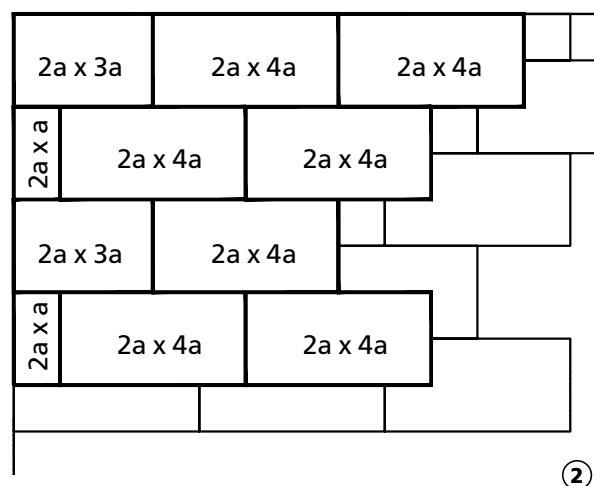 2a x 3a 2a x 4a 2a x 4a
2a x a 2a x 4a 2a x 4a
2a x 3a 2a x 4a
2a x a 2a x 4a 2a x 4a
2